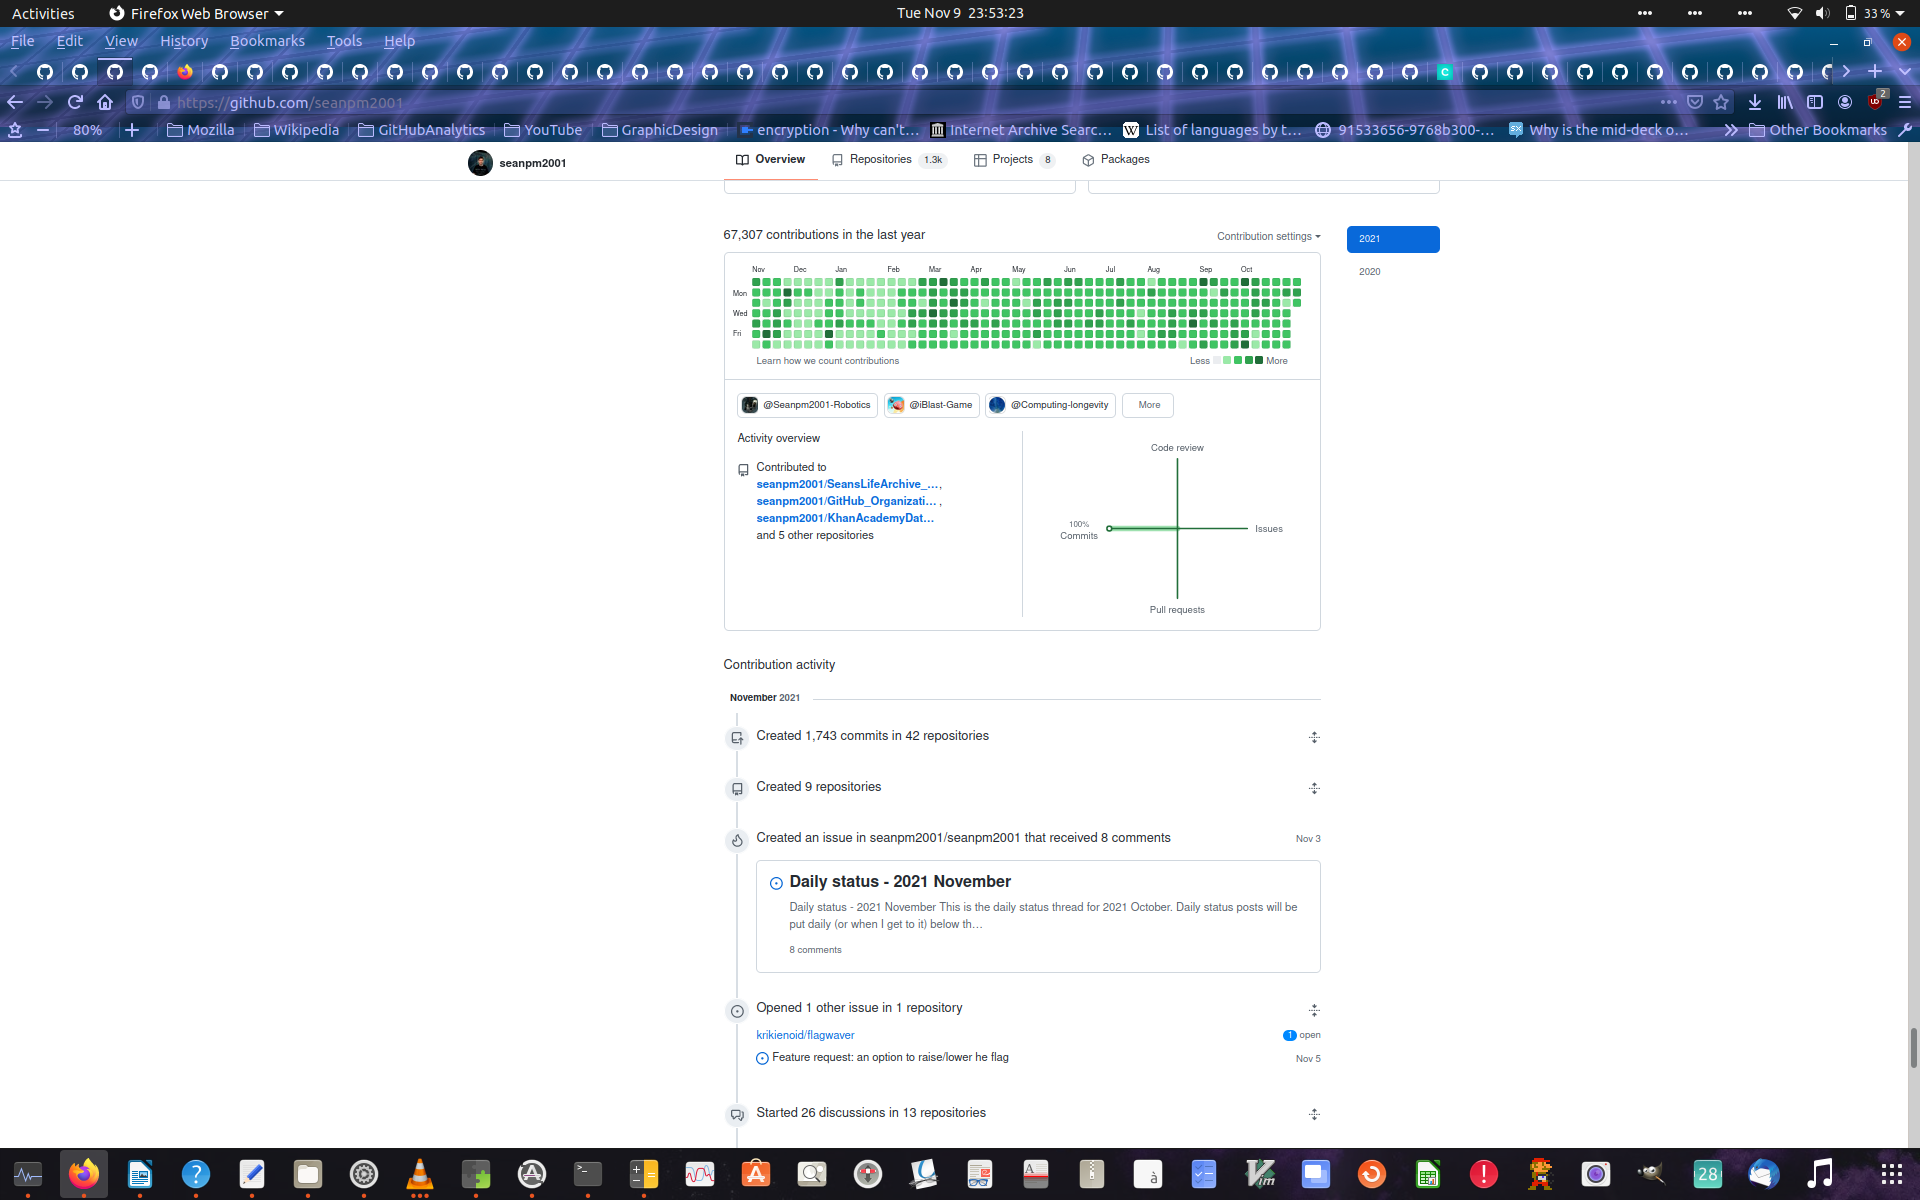 Activities Firefox Web Browser Tue Nov 9 23:53:23 33 %
File Edit View History Bookmarks Tools Help
https://github.com/seanpm2001 2
80% Mozilla Wikipedia GitHubAnalytics YouTube GraphicDesign encryption - Why can't… Internet Archive Searc… List of languages by t… 91533656-9768b300-… Why is the mid-deck o… Other Bookmarks
seanpm2001 Overview Repositories 1.3k Projects 8 Packages
67,307 contributions in the last year Contribution settings 2021
2020
Nov Dec Jan Feb Mar Apr May Jun Jul Aug Sep Oct
Mon
Wed
Fri
Learn how we count contributions Less More
@Seanpm2001-Robotics @iBlast-Game @Computing-longevity More
Activity overview
Contributed to
seanpm2001/SeansLifeArchive_…,
seanpm2001/GitHub_Organizati… ,
seanpm2001/KhanAcademyDat…
and 5 other repositories
Code review
100%
Commits
Issues
Pull requests
Contribution activity
November 2021
Created 1,743 commits in 42 repositories
Created 9 repositories
Created an issue in seanpm2001/seanpm2001 that received 8 comments Nov 3
Daily status - 2021 November
Daily status - 2021 November This is the daily status thread for 2021 October. Daily status posts will be
put daily (or when I get to it) below th…
8 comments
Opened 1 other issue in 1 repository
krikienoid/flagwaver 1 open
Feature request: an option to raise/lower he flag Nov 5
Started 26 discussions in 13 repositories
28